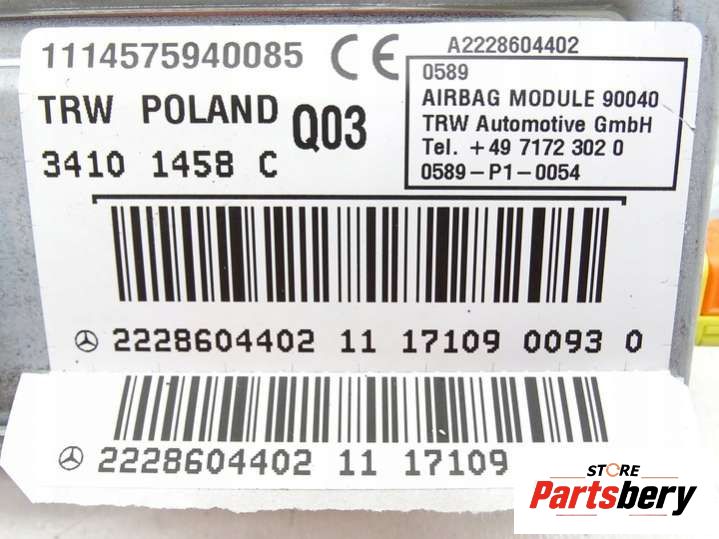 1114575940085
TRW POLAND
3410 1458 C
Q03
CE
A2228604402
0589
AIRBAG MODULE 90040
TRW Automotive GmbH
Tel. +49 7172 302 0
0589-P1-0054
2228604402 11 17109 0093 0
2228604402 11 17109
STORE
Partsbery